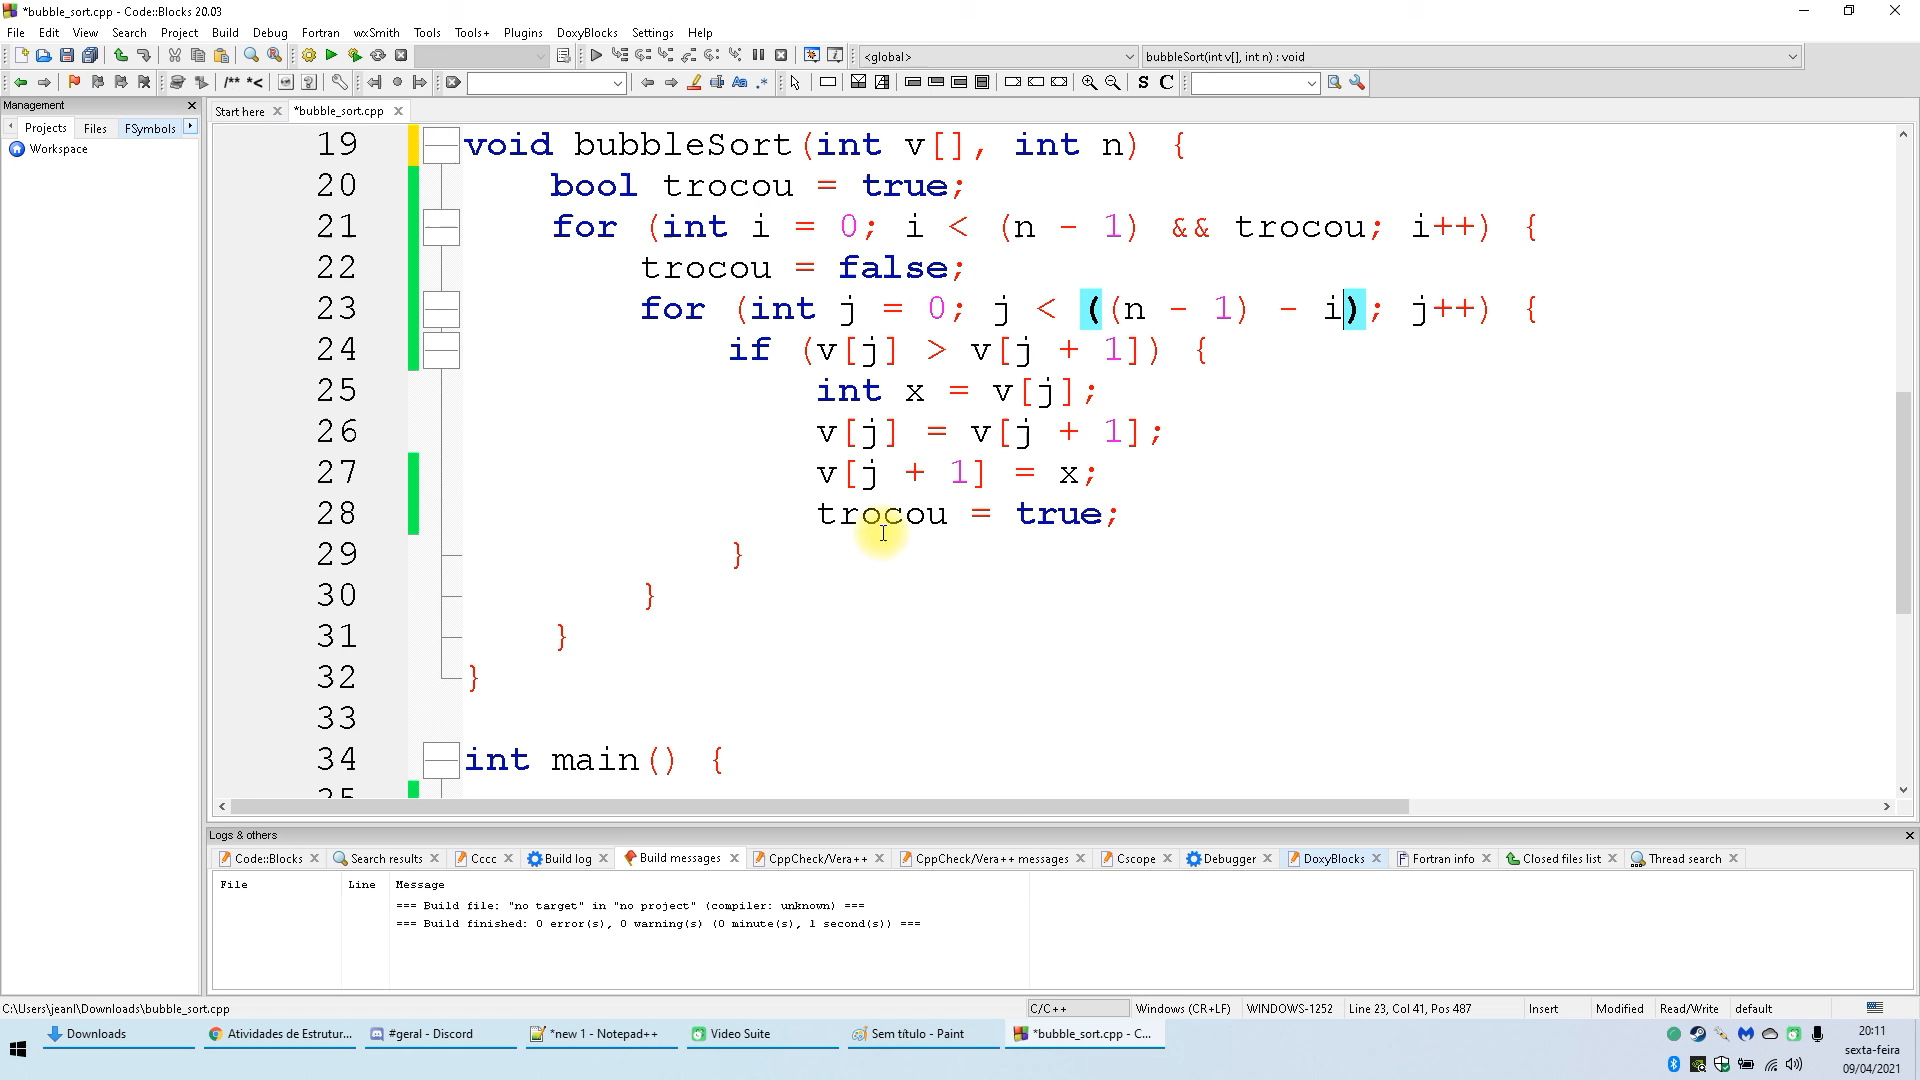 *bubble_sort.cpp - Code::Blocks 20.03
File Edit View Search Project Build Debug Fortran wxSmith Tools Tools+ Plugins DoxyBlocks Settings Help
<global>
bubbleSort(int v[], int n) : void
/** *<
Aa .*
S C
Management
Projects Files FSymbols
Workspace
Start here *bubble_sort.cpp
19 void bubbleSort(int v[], int n) {
20 bool trocou = true;
21 for (int i = 0; i < (n - 1) && trocou; i++) {
22 trocou = false;
23 for (int j = 0; j < ((n - 1) - i); j++) {
24 if (v[j] > v[j + 1]) {
25 int x = v[j];
26 v[j] = v[j + 1];
27 v[j + 1] = x;
28 trocou = true;
29 }
30 }
31 }
32 }
33
34 int main() {
35
Logs & others
Code::Blocks Search results Cccc Build log Build messages CppCheck/Vera++ CppCheck/Vera++ messages Cscope Debugger DoxyBlocks Fortran info Closed files list Thread search
File Line Message
=== Build file: "no target" in "no project" (compiler: unknown) ===
=== Build finished: 0 error(s), 0 warning(s) (0 minute(s), 1 second(s)) ===
C:\Users\jeanl\Downloads\bubble_sort.cpp C/C++ Windows (CR+LF) WINDOWS-1252 Line 23, Col 41, Pos 487 Insert Modified Read/Write default
Downloads Atividades de Estrutur... #geral - Discord *new 1 - Notepad++ Video Suite Sem título - Paint *bubble_sort.cpp - C...
20:11
sexta-feira
09/04/2021